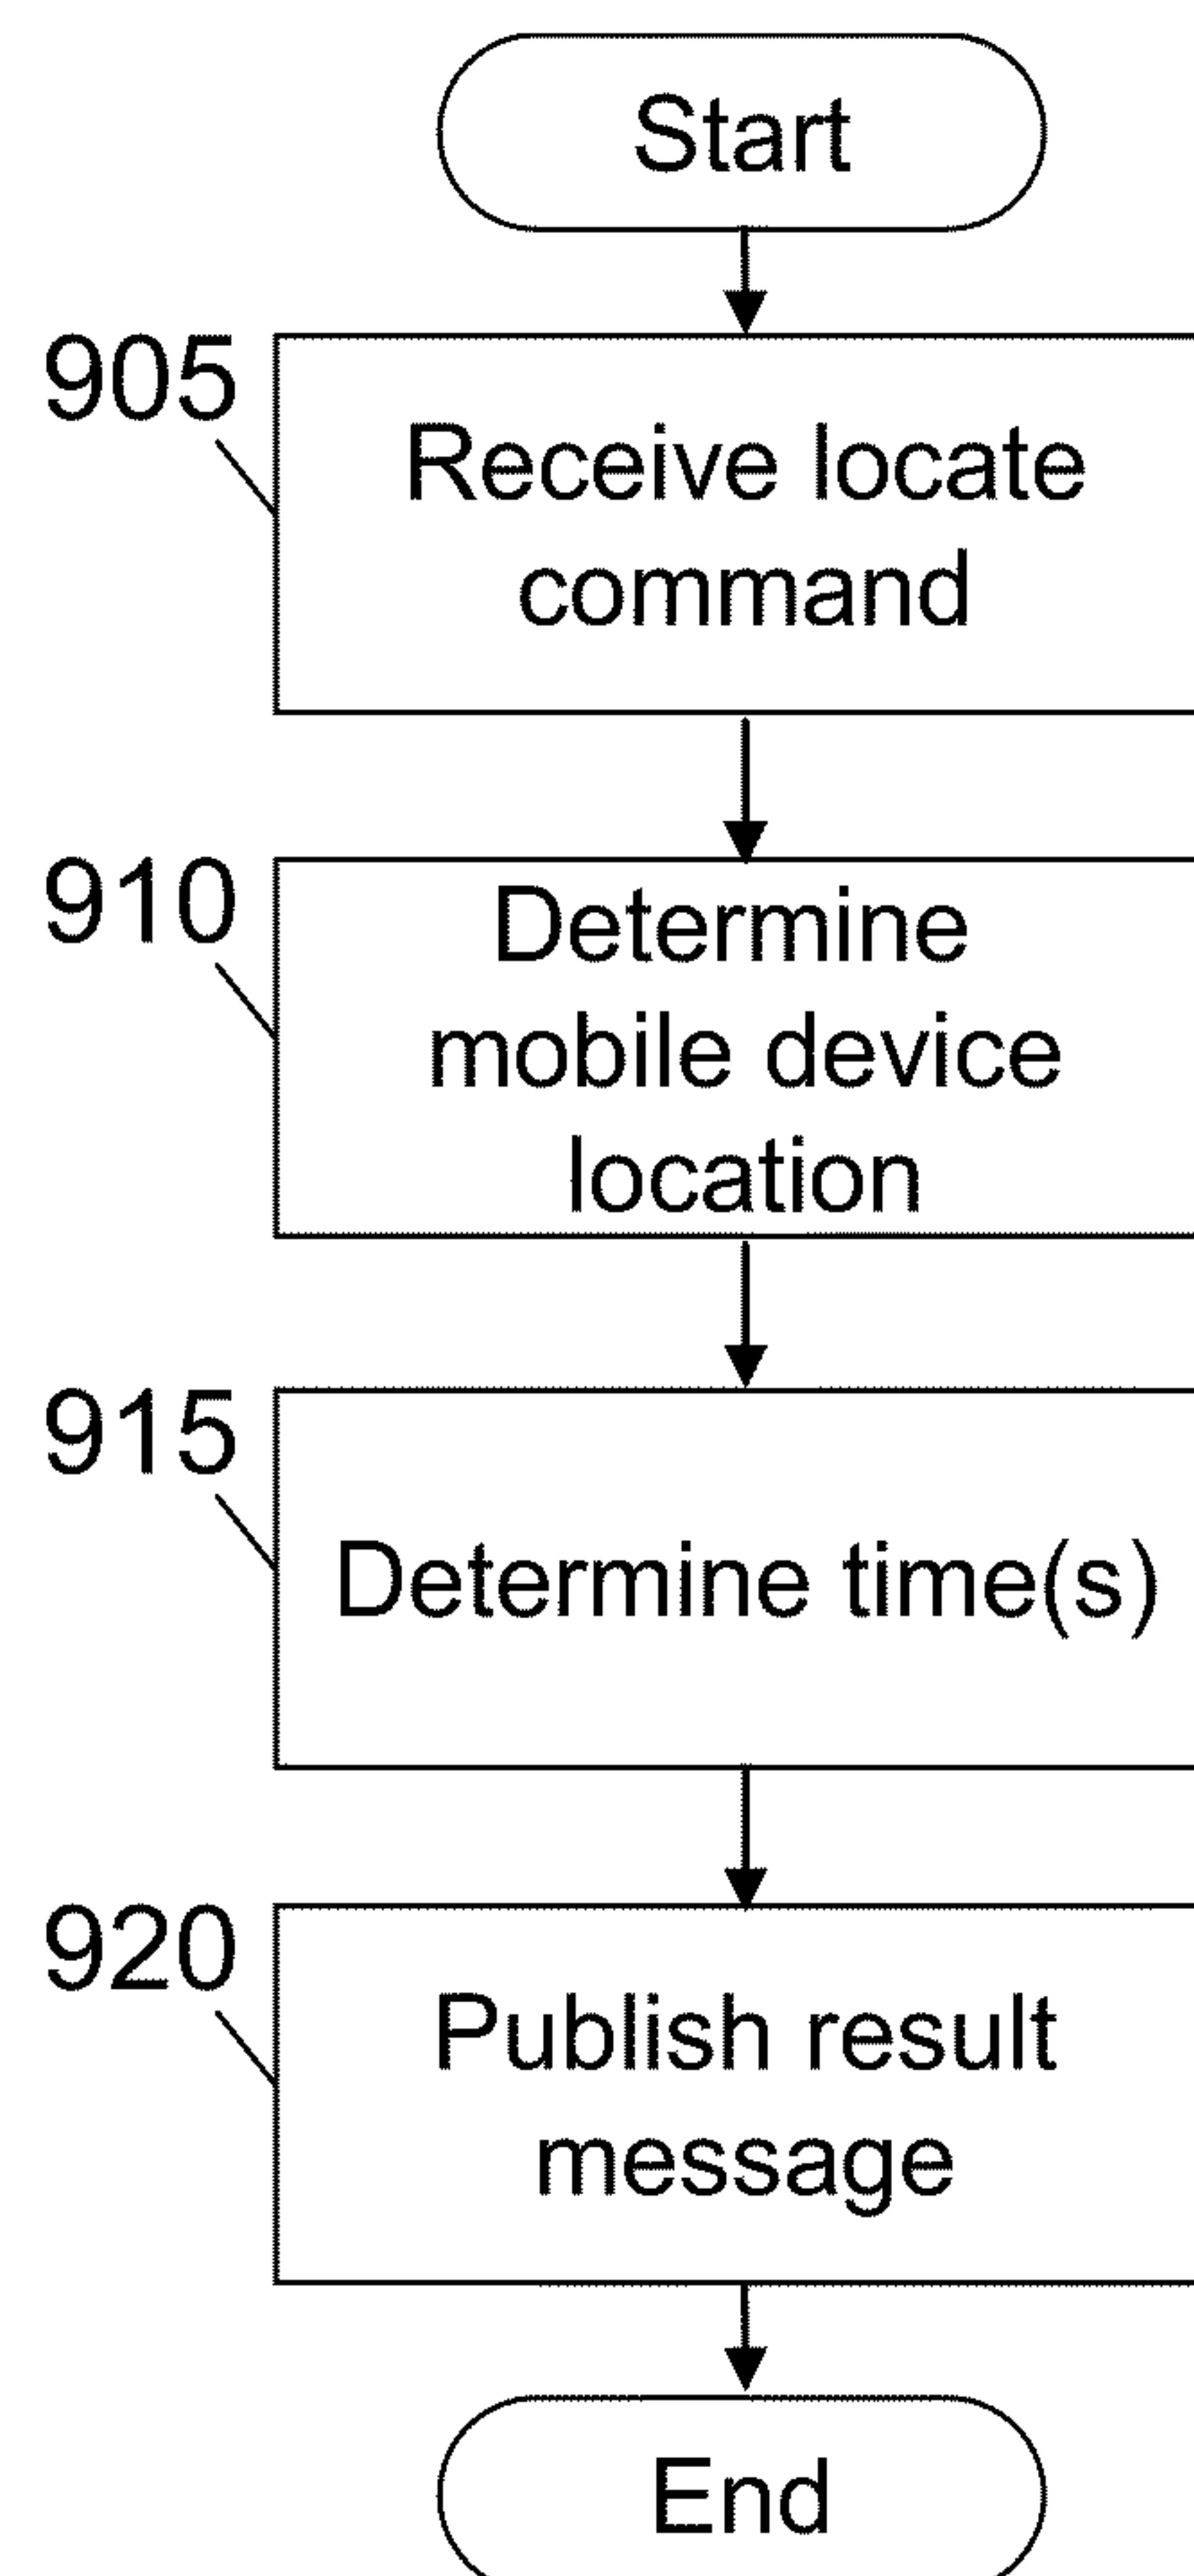 Start
905
Receive locate
command
910
Determine
mobile device
location
915
Determine time(s)
920
Publish result
message
End